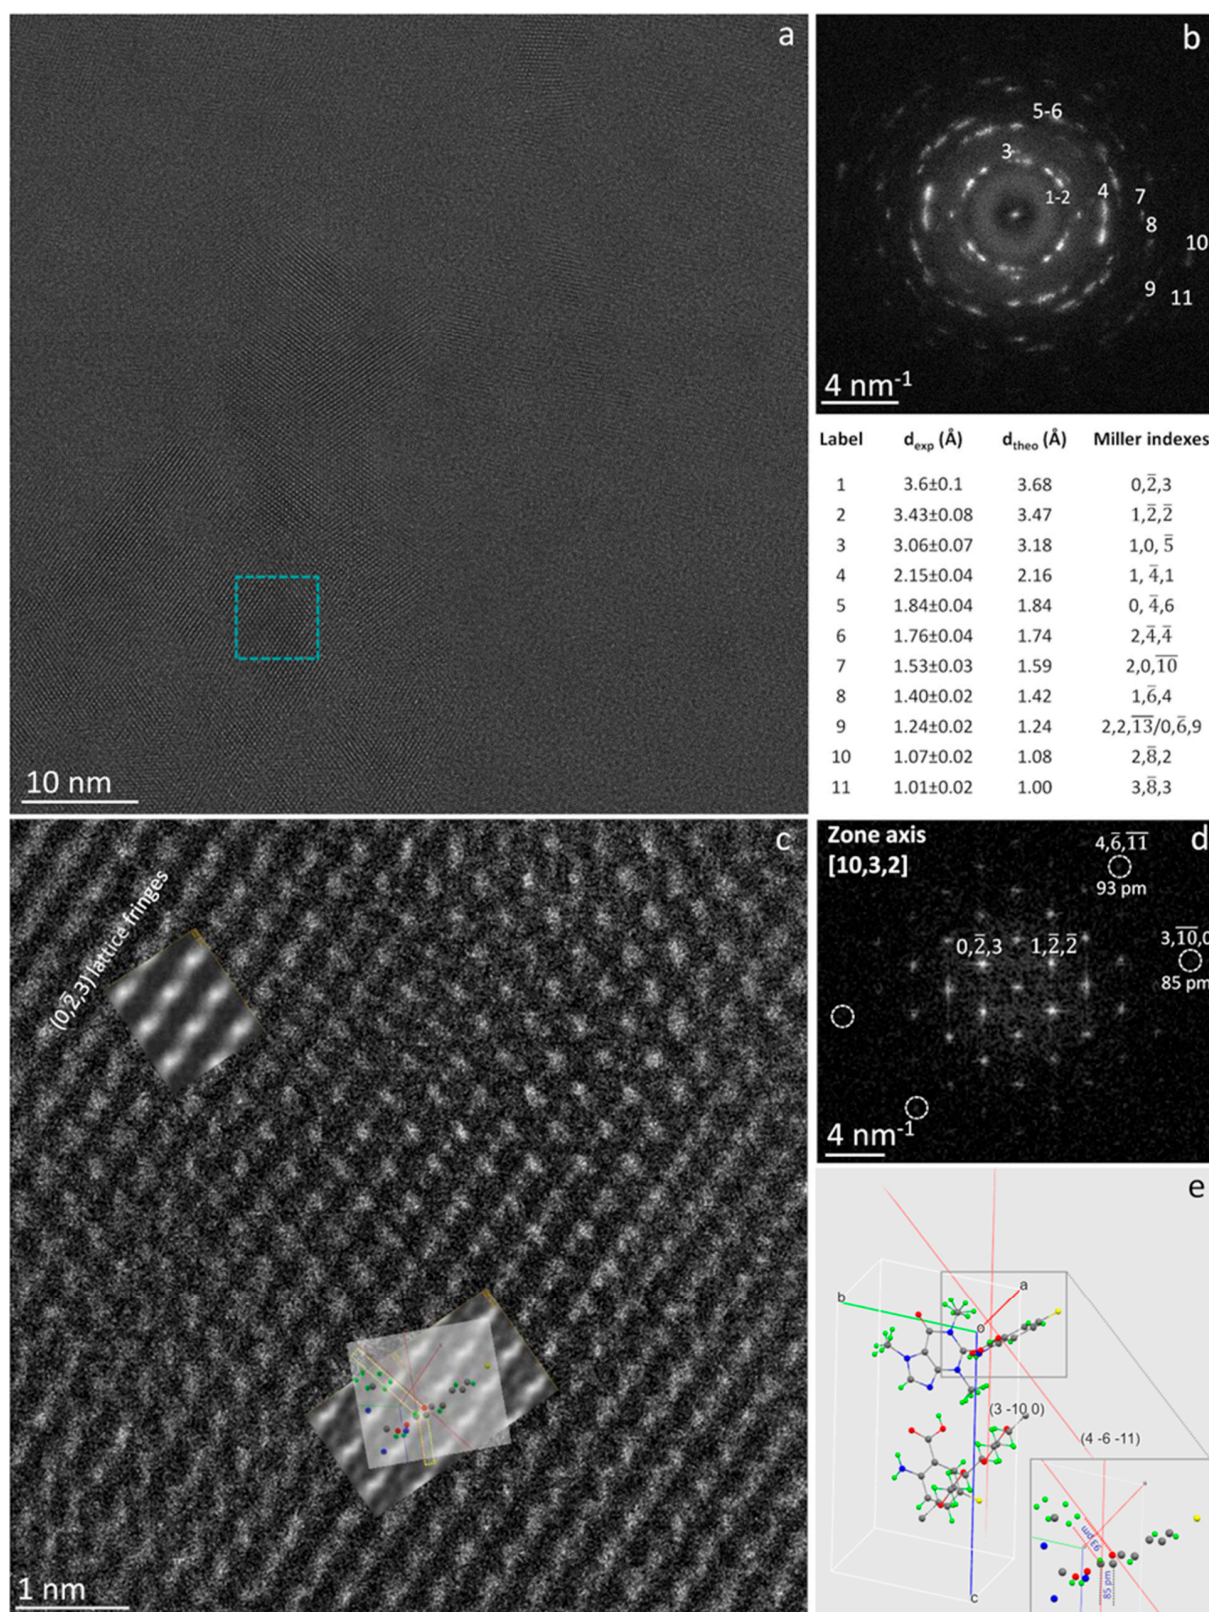 a
10 nm
b
5-6
3
1-2
4
7
8
10
9
11
4 nm⁻¹
Label d_exp (Å) d_theo (Å) Miller indexes
1 3.6±0.1 3.68 0,2̅,3
2 3.43±0.08 3.47 1,2̅,2̅
3 3.06±0.07 3.18 1,0, 5̅
4 2.15±0.04 2.16 1, 4̅,1
5 1.84±0.04 1.84 0, 4̅,6
6 1.76±0.04 1.74 2,4̅,4̅
7 1.53±0.03 1.59 2,0,1̅0̅
8 1.40±0.02 1.42 1,6̅,4
9 1.24±0.02 1.24 2,2,1̅3̅/0,6̅,9
10 1.07±0.02 1.08 2,8̅,2
11 1.01±0.02 1.00 3,8̅,3
c
(0,2̅,3) lattice fringes
1 nm
d
Zone axis
[10,3,2]
4,6̅,1̅1̅
93 pm
3,1̅0̅,0
85 pm
0,2̅,3
1,2̅,2̅
4 nm⁻¹
e
a
b
o
(3 -10 0)
(4 -6 -11)
c
93 pm
85 pm